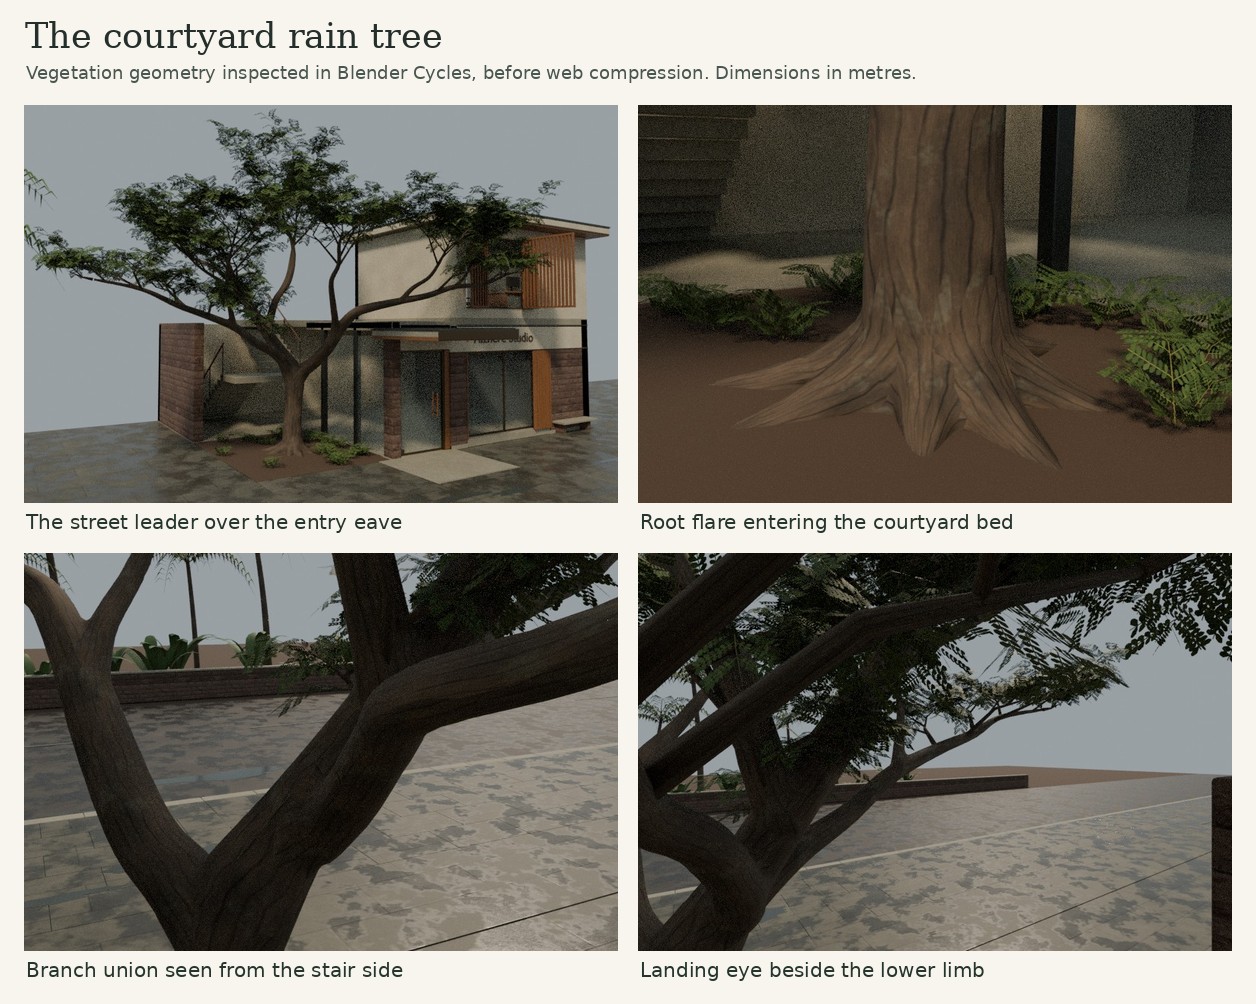 The courtyard rain tree
Vegetation geometry inspected in Blender Cycles, before web compression. Dimensions in metres.
Studio
The street leader over the entry eave
Root flare entering the courtyard bed
Branch union seen from the stair side
Landing eye beside the lower limb